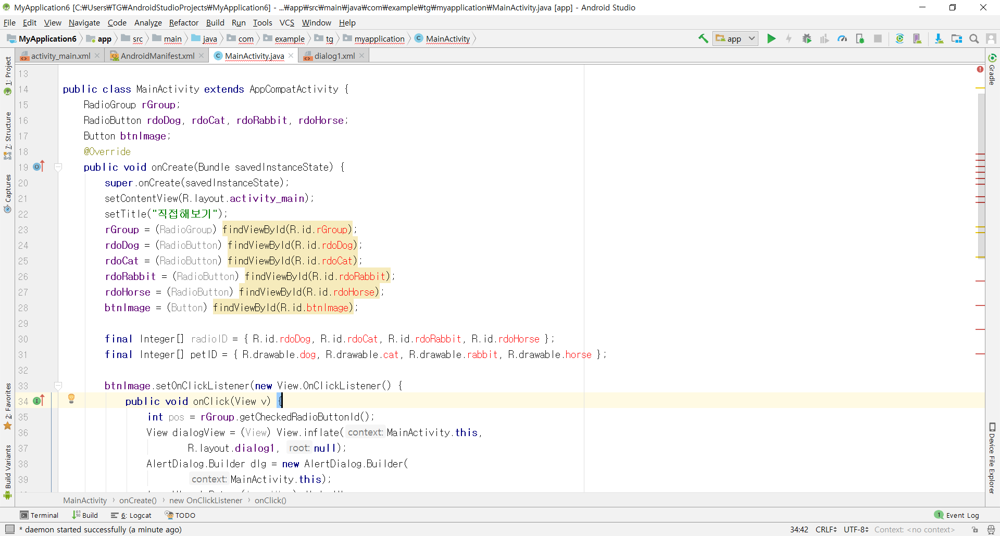 MyApplication6 [C:₩Users₩TG₩AndroidStudioProjects₩MyApplication6] - ...₩app₩src₩main₩java₩com₩example₩tg₩myapplication₩MainActivity.java [app] - Android Studio
File Edit View Navigate Code Analyze Refactor Build Run Tools VCS Window Help
MyApplication6 app src main java com example tg myapplication MainActivity app
activity_main.xml AndroidManifest.xml MainActivity.java dialog1.xml
1: Project
7: Structure
Captures
2: Favorites
Build Variants
Gradle
Device File Explorer
13
14 public class MainActivity extends AppCompatActivity {
15 RadioGroup rGroup;
16 RadioButton rdoDog, rdoCat, rdoRabbit, rdoHorse;
17 Button btnImage;
18 @Override
19 public void onCreate(Bundle savedInstanceState) {
20 super.onCreate(savedInstanceState);
21 setContentView(R.layout.activity_main);
22 setTitle("직접해보기");
23 rGroup = (RadioGroup) findViewById(R.id.rGroup);
24 rdoDog = (RadioButton) findViewById(R.id.rdoDog);
25 rdoCat = (RadioButton) findViewById(R.id.rdoCat);
26 rdoRabbit = (RadioButton) findViewById(R.id.rdoRabbit);
27 rdoHorse = (RadioButton) findViewById(R.id.rdoHorse);
28 btnImage = (Button) findViewById(R.id.btnImage);
29
30 final Integer[] radioID = { R.id.rdoDog, R.id.rdoCat, R.id.rdoRabbit, R.id.rdoHorse };
31 final Integer[] petID = { R.drawable.dog, R.drawable.cat, R.drawable.rabbit, R.drawable.horse };
32
33 btnImage.setOnClickListener(new View.OnClickListener() {
34 public void onClick(View v) {
35 int pos = rGroup.getCheckedRadioButtonId();
36 View dialogView = (View) View.inflate( context: MainActivity.this,
37 R.layout.dialog1, root: null);
38 AlertDialog.Builder dlg = new AlertDialog.Builder(
39 context: MainActivity.this);
MainActivity › onCreate() › new OnClickListener › onClick()
Terminal Build 6: Logcat TODO 1 Event Log
* daemon started successfully (a minute ago) 34:42 CRLF UTF-8 Context: <no context>